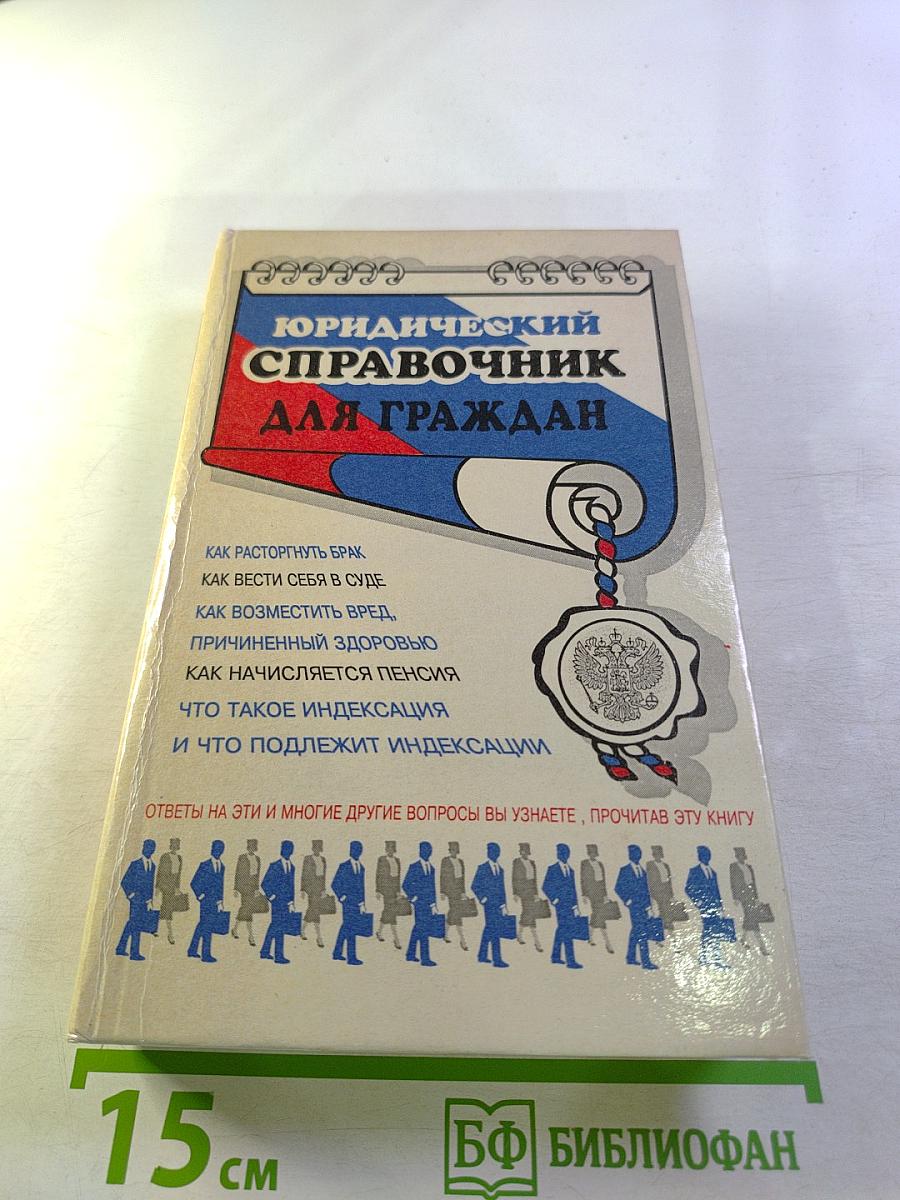 ЮРИДИЧЕСКИЙ
СПРАВОЧНИК
ДЛЯ ГРАЖДАН
КАК РАСТОРГНУТЬ БРАК
КАК ВЕСТИ СЕБЯ В СУДЕ
КАК ВОЗМЕСТИТЬ ВРЕД,
ПРИЧИНЕННЫЙ ЗДОРОВЬЮ
КАК НАЧИСЛЯЕТСЯ ПЕНСИЯ
ЧТО ТАКОЕ ИНДЕКСАЦИЯ
И ЧТО ПОДЛЕЖИТ ИНДЕКСАЦИИ
ОТВЕТЫ НА ЭТИ И МНОГИЕ ДРУГИЕ ВОПРОСЫ ВЫ УЗНАЕТЕ , ПРОЧИТАВ ЭТУ КНИГУ
15 см
БФ БИБЛИОФАН